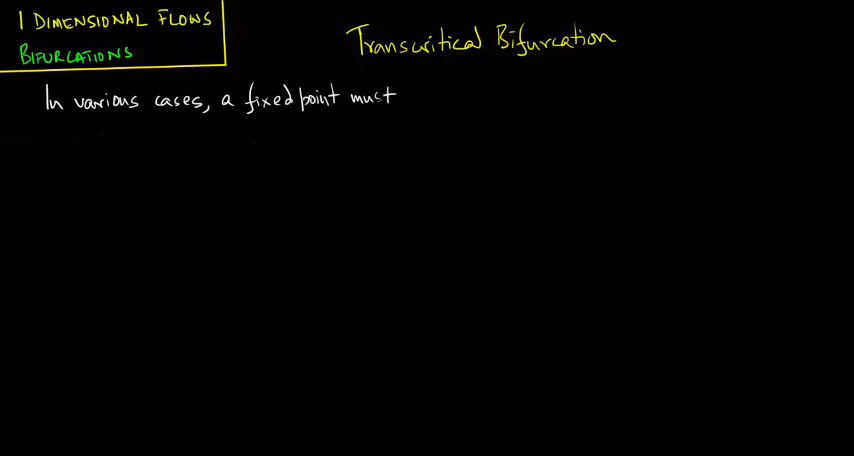 1 DIMENSIONAL FLOWS
BIFURCATIONS
Transcritical Bifurcation
In various cases, a fixed point must